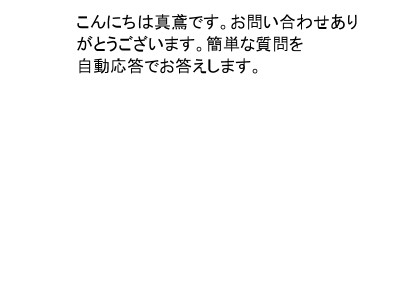 こんにちは真鳶です。お問い合わせあり
がとうございます。簡単な質問を
自動応答でお答えします。